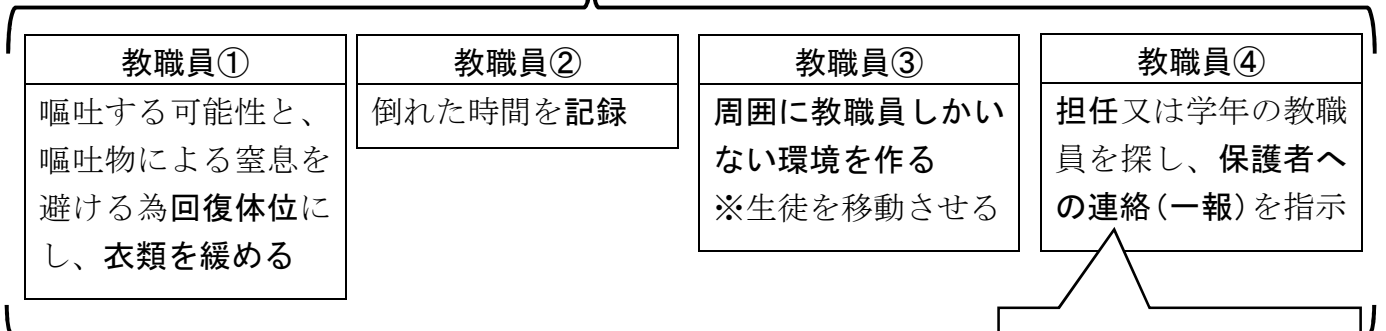 教職員①
嘔吐する可能性と、
嘔吐物による窒息を
避ける為回復体位に
し、衣類を緩める
教職員②
倒れた時間を記録
教職員③
周囲に教職員しかい
ない環境を作る
※生徒を移動させる
教職員④
担任又は学年の教職
員を探し、保護者へ
の連絡（一報）を指示